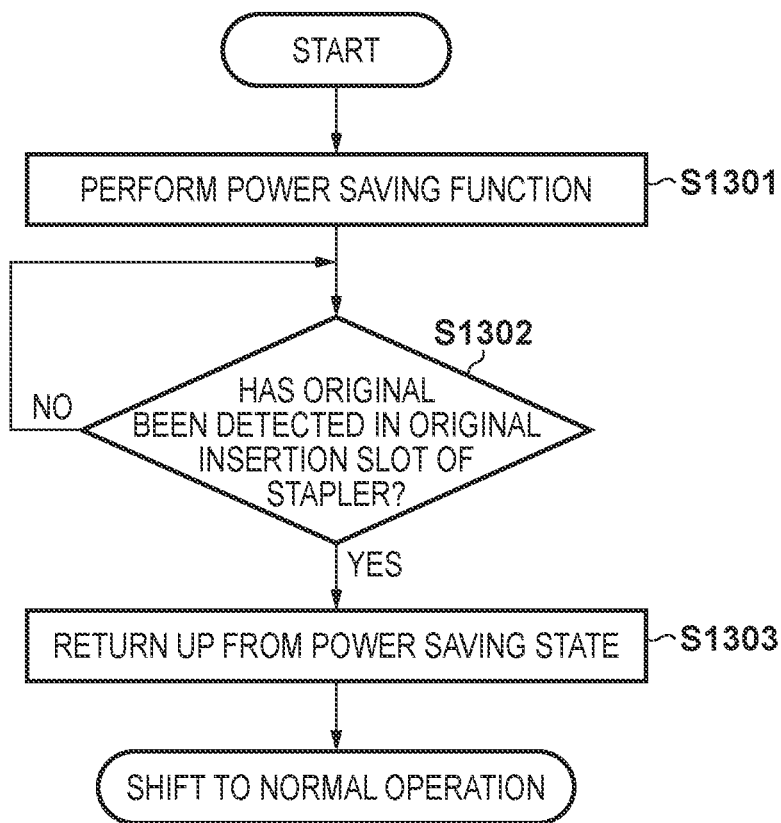 START
PERFORM POWER SAVING FUNCTION
S1301
S1302
HAS ORIGINAL
BEEN DETECTED IN ORIGINAL
INSERTION SLOT OF
STAPLER?
NO
YES
RETURN UP FROM POWER SAVING STATE
S1303
SHIFT TO NORMAL OPERATION